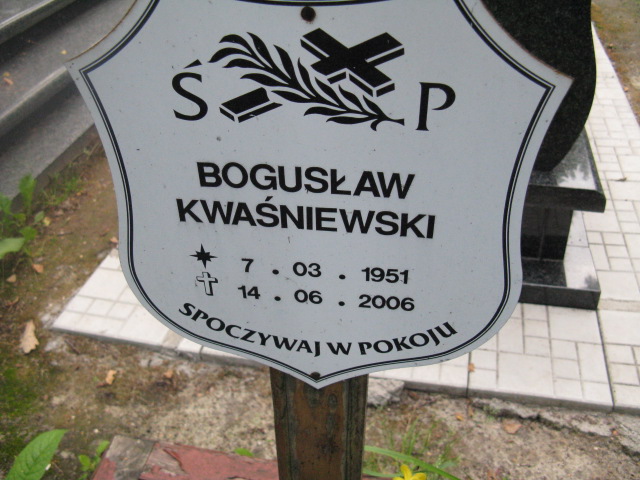 Ś P
BOGUSŁAW
KWAŚNIEWSKI
7 . 03 . 1951
14 . 06 . 2006
SPOCZYWAJ W POKOJU